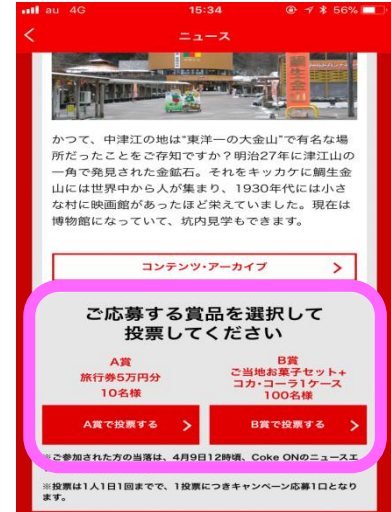 au 4G 15:34 56%
ニュース
鯛生金
かつて、中津江の地は"東洋一の大金山"で有名な場
所だったことをご存知ですか？明治27年に津江山の
一角で発見された金鉱石。それをキッカケに鯛生金
山には世界中から人が集まり、1930年代には小さ
な村に映画館があったほど栄えていました。現在は
博物館になっていて、坑内見学もできます。
コンテンツ・アーカイブ
ご応募する賞品を選択して
投票してください
A賞
旅行券5万円分
10名様
B賞
ご当地お菓子セット+
コカ・コーラ1ケース
100名様
A賞で投票する
B賞で投票する
※ご参加された方の当落は、4月9日12時頃、Coke ONのニュースエ
※投票は1人1日1回までで、1投票につきキャンペーン応募1口となり
ます。